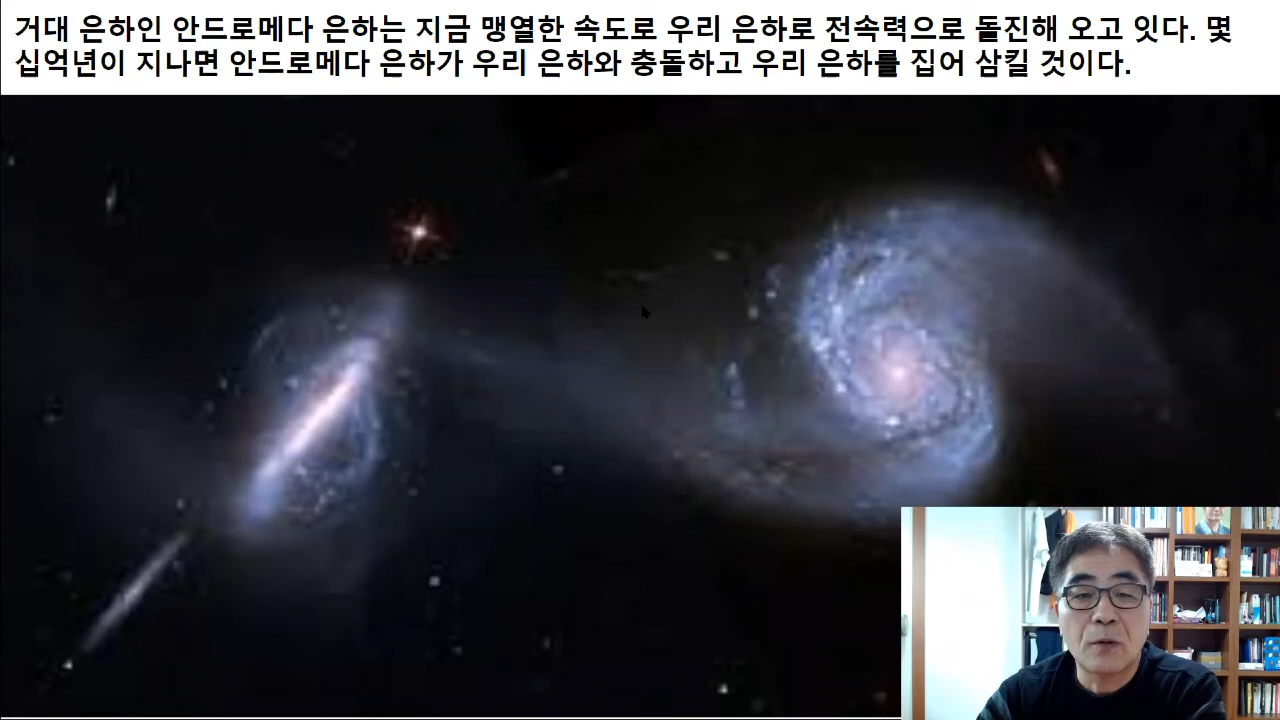 거대 은하인 안드로메다 은하는 지금 맹열한 속도로 우리 은하로 전속력으로 돌진해 오고 잇다. 몇
십억년이 지나면 안드로메다 은하가 우리 은하와 충돌하고 우리 은하를 집어 삼킬 것이다.